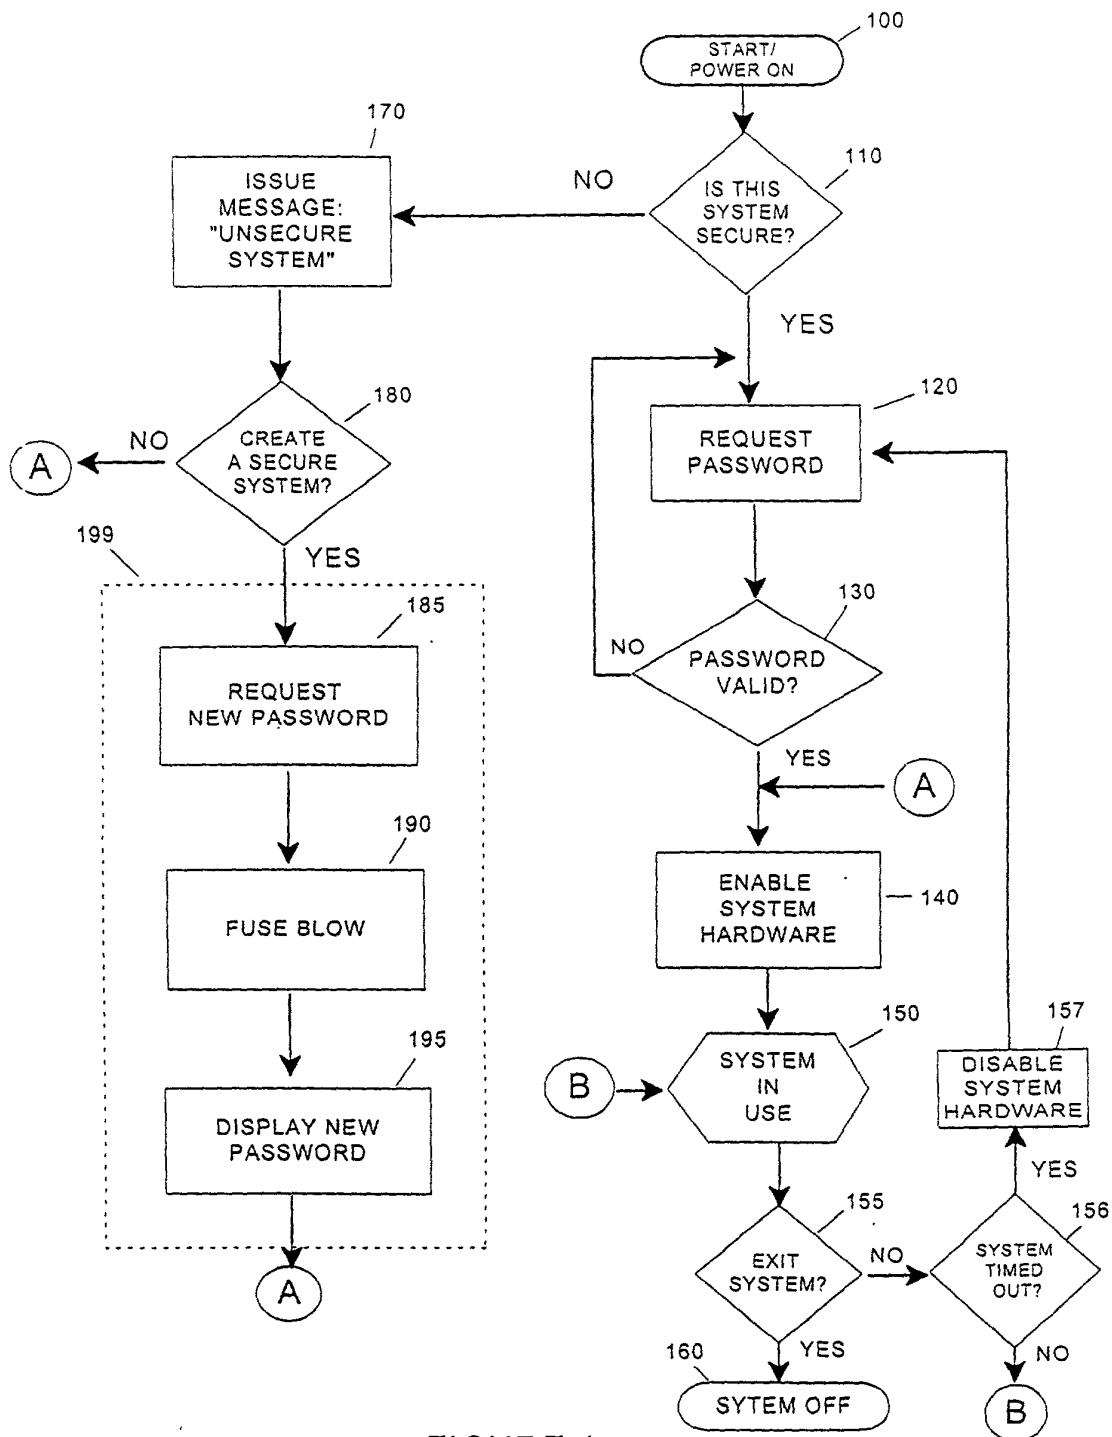 100
START/
POWER ON
170
110
ISSUE
MESSAGE:
"UNSECURE
SYSTEM"
NO
IS THIS
SYSTEM
SECURE?
YES
180
120
CREATE
A SECURE
SYSTEM?
NO
A
REQUEST
PASSWORD
199
YES
185
130
REQUEST
NEW PASSWORD
NO
PASSWORD
VALID?
YES
A
190
FUSE BLOW
ENABLE
SYSTEM
HARDWARE
140
195
150
157
DISPLAY NEW
PASSWORD
B
SYSTEM
IN
USE
DISABLE
SYSTEM
HARDWARE
YES
155
156
A
EXIT
SYSTEM?
NO
SYSTEM
TIMED
OUT?
160
YES
NO
SYTEM OFF
B